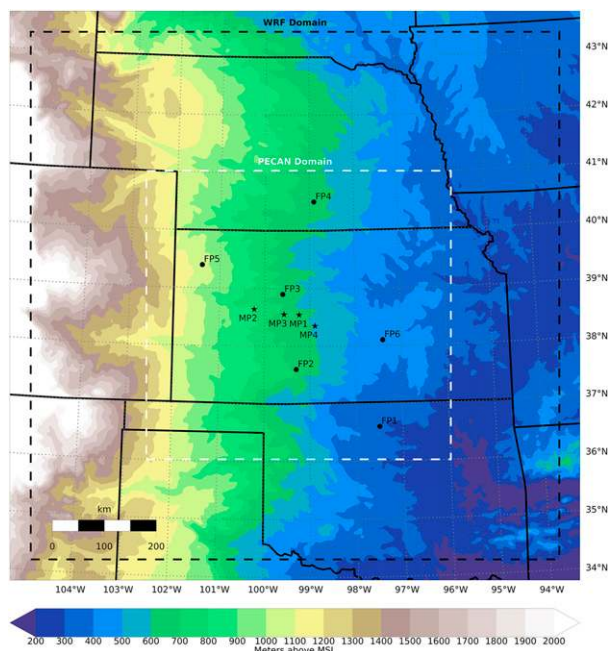 WRF Domain
43°N
42°N
41°N
PECAN Domain
FP4
40°N
FP5
39°N
FP3
MP2
MP3 MP1
MP4
FP6
38°N
FP2
37°N
FP1
36°N
km
35°N
0 100 200
34°N
104°W 102°W 101°W 100°W 99°W 97°W 96°W 95°W 94°W
200 300 400 500 600 700 800 900 1000 1100 1200 1300 1400 1500 1600 1700 1800 1900 2000
Meters above MSL